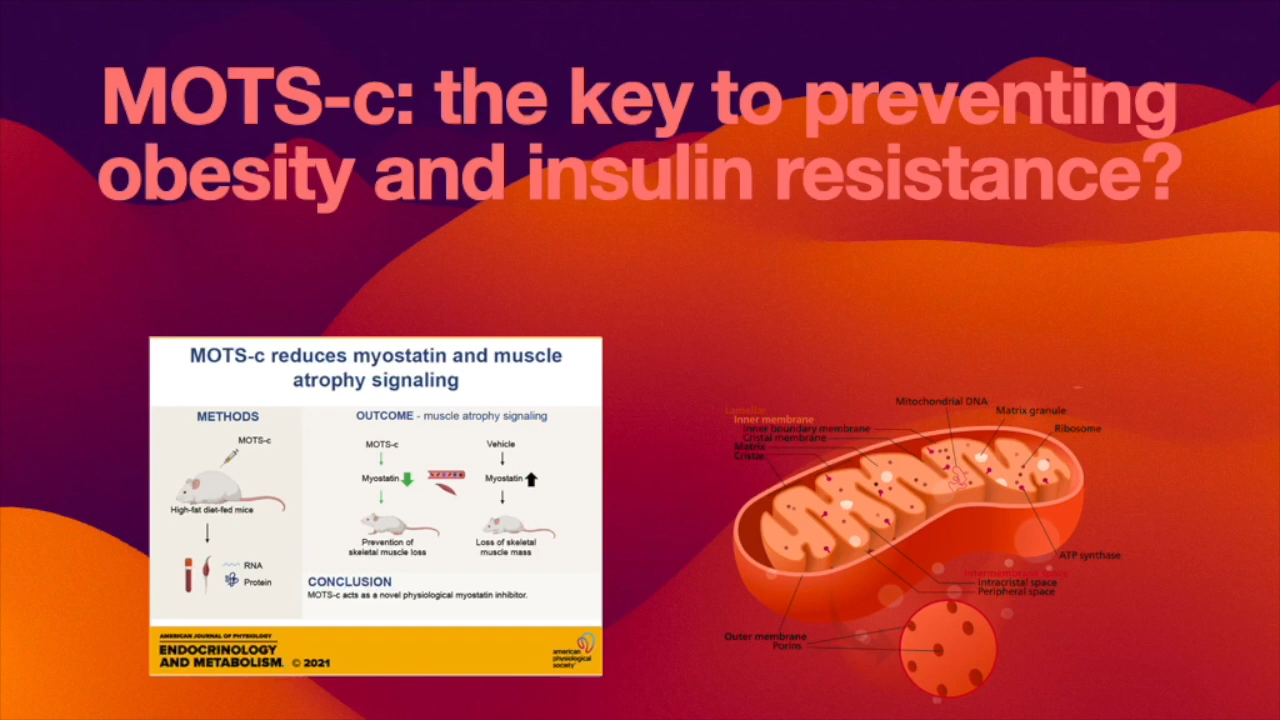 MOTS-c: the key to preventing
obesity and insulin resistance?
MOTS-c reduces myostatin and muscle
atrophy signaling
METHODS
MOTS-c
High-fat diet-fed mice
RNA
Protein
OUTCOME - muscle atrophy signaling
MOTS-c
Vehicle
Myostatin
Myostatin
Prevention of
skeletal muscle loss
Loss of skeletal
muscle mass
CONCLUSION
MOTS-c acts as a novel physiological myostatin inhibitor.
AMERICAN JOURNAL OF PHYSIOLOGY
ENDOCRINOLOGY
AND METABOLISM. © 2021
american
physiological
society
Mitochondrial DNA
Matrix granule
Ribosome
Lamellae
Inner membrane
Inner boundary membrane
Cristal membrane
Matrix
Cristae
ATP synthase
Intermembrane space
Intracristal space
Peripheral space
Outer membrane
Porins